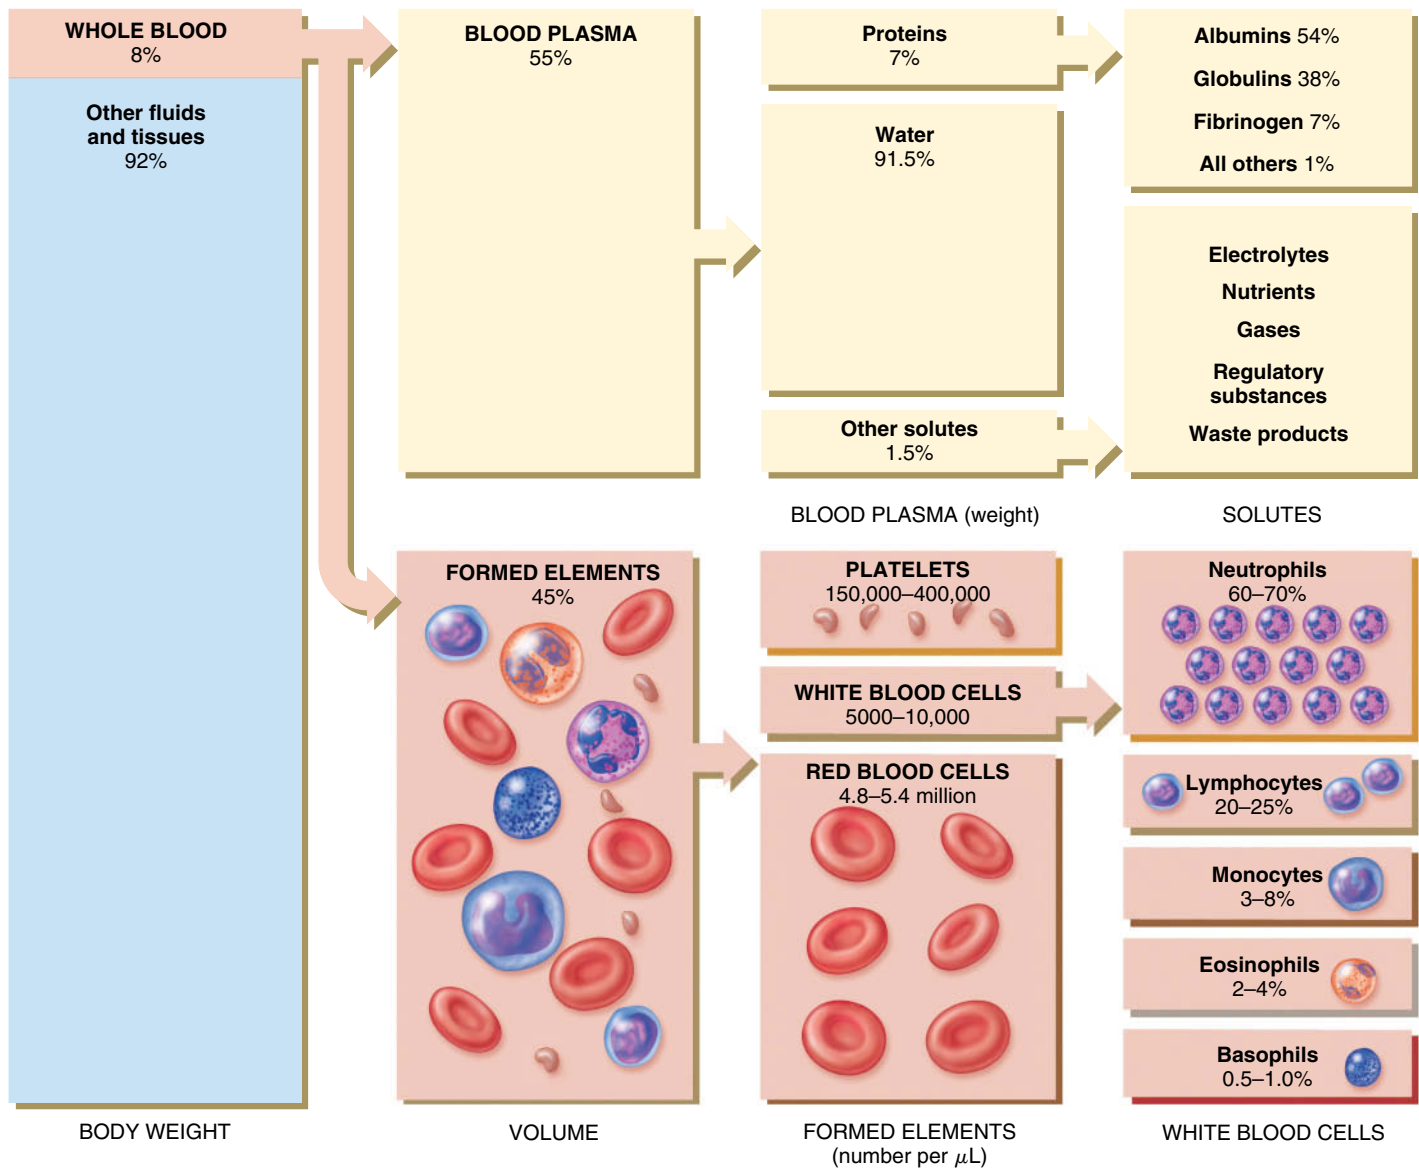 WHOLE BLOOD
8%
Other fluids
and tissues
92%
BODY WEIGHT
BLOOD PLASMA
55%
Proteins
7%
Water
91.5%
Other solutes
1.5%
BLOOD PLASMA (weight)
Albumins 54%
Globulins 38%
Fibrinogen 7%
All others 1%
Electrolytes
Nutrients
Gases
Regulatory
substances
Waste products
SOLUTES
FORMED ELEMENTS
45%
VOLUME
PLATELETS
150,000–400,000
WHITE BLOOD CELLS
5000–10,000
RED BLOOD CELLS
4.8–5.4 million
FORMED ELEMENTS
(number per μL)
Neutrophils
60–70%
Lymphocytes
20–25%
Monocytes
3–8%
Eosinophils
2–4%
Basophils
0.5–1.0%
WHITE BLOOD CELLS